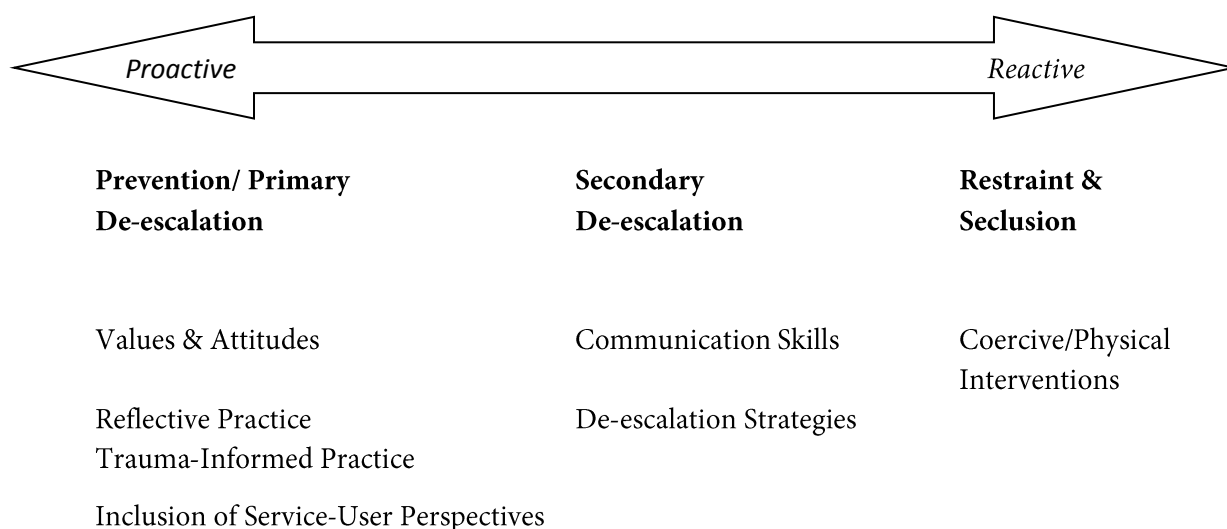 Proactive
Reactive
Prevention/ Primary
De-escalation
Secondary
De-escalation
Restraint &
Seclusion
Values & Attitudes
Communication Skills
Coercive/Physical
Interventions
Reflective Practice
De-escalation Strategies
Trauma-Informed Practice
Inclusion of Service-User Perspectives